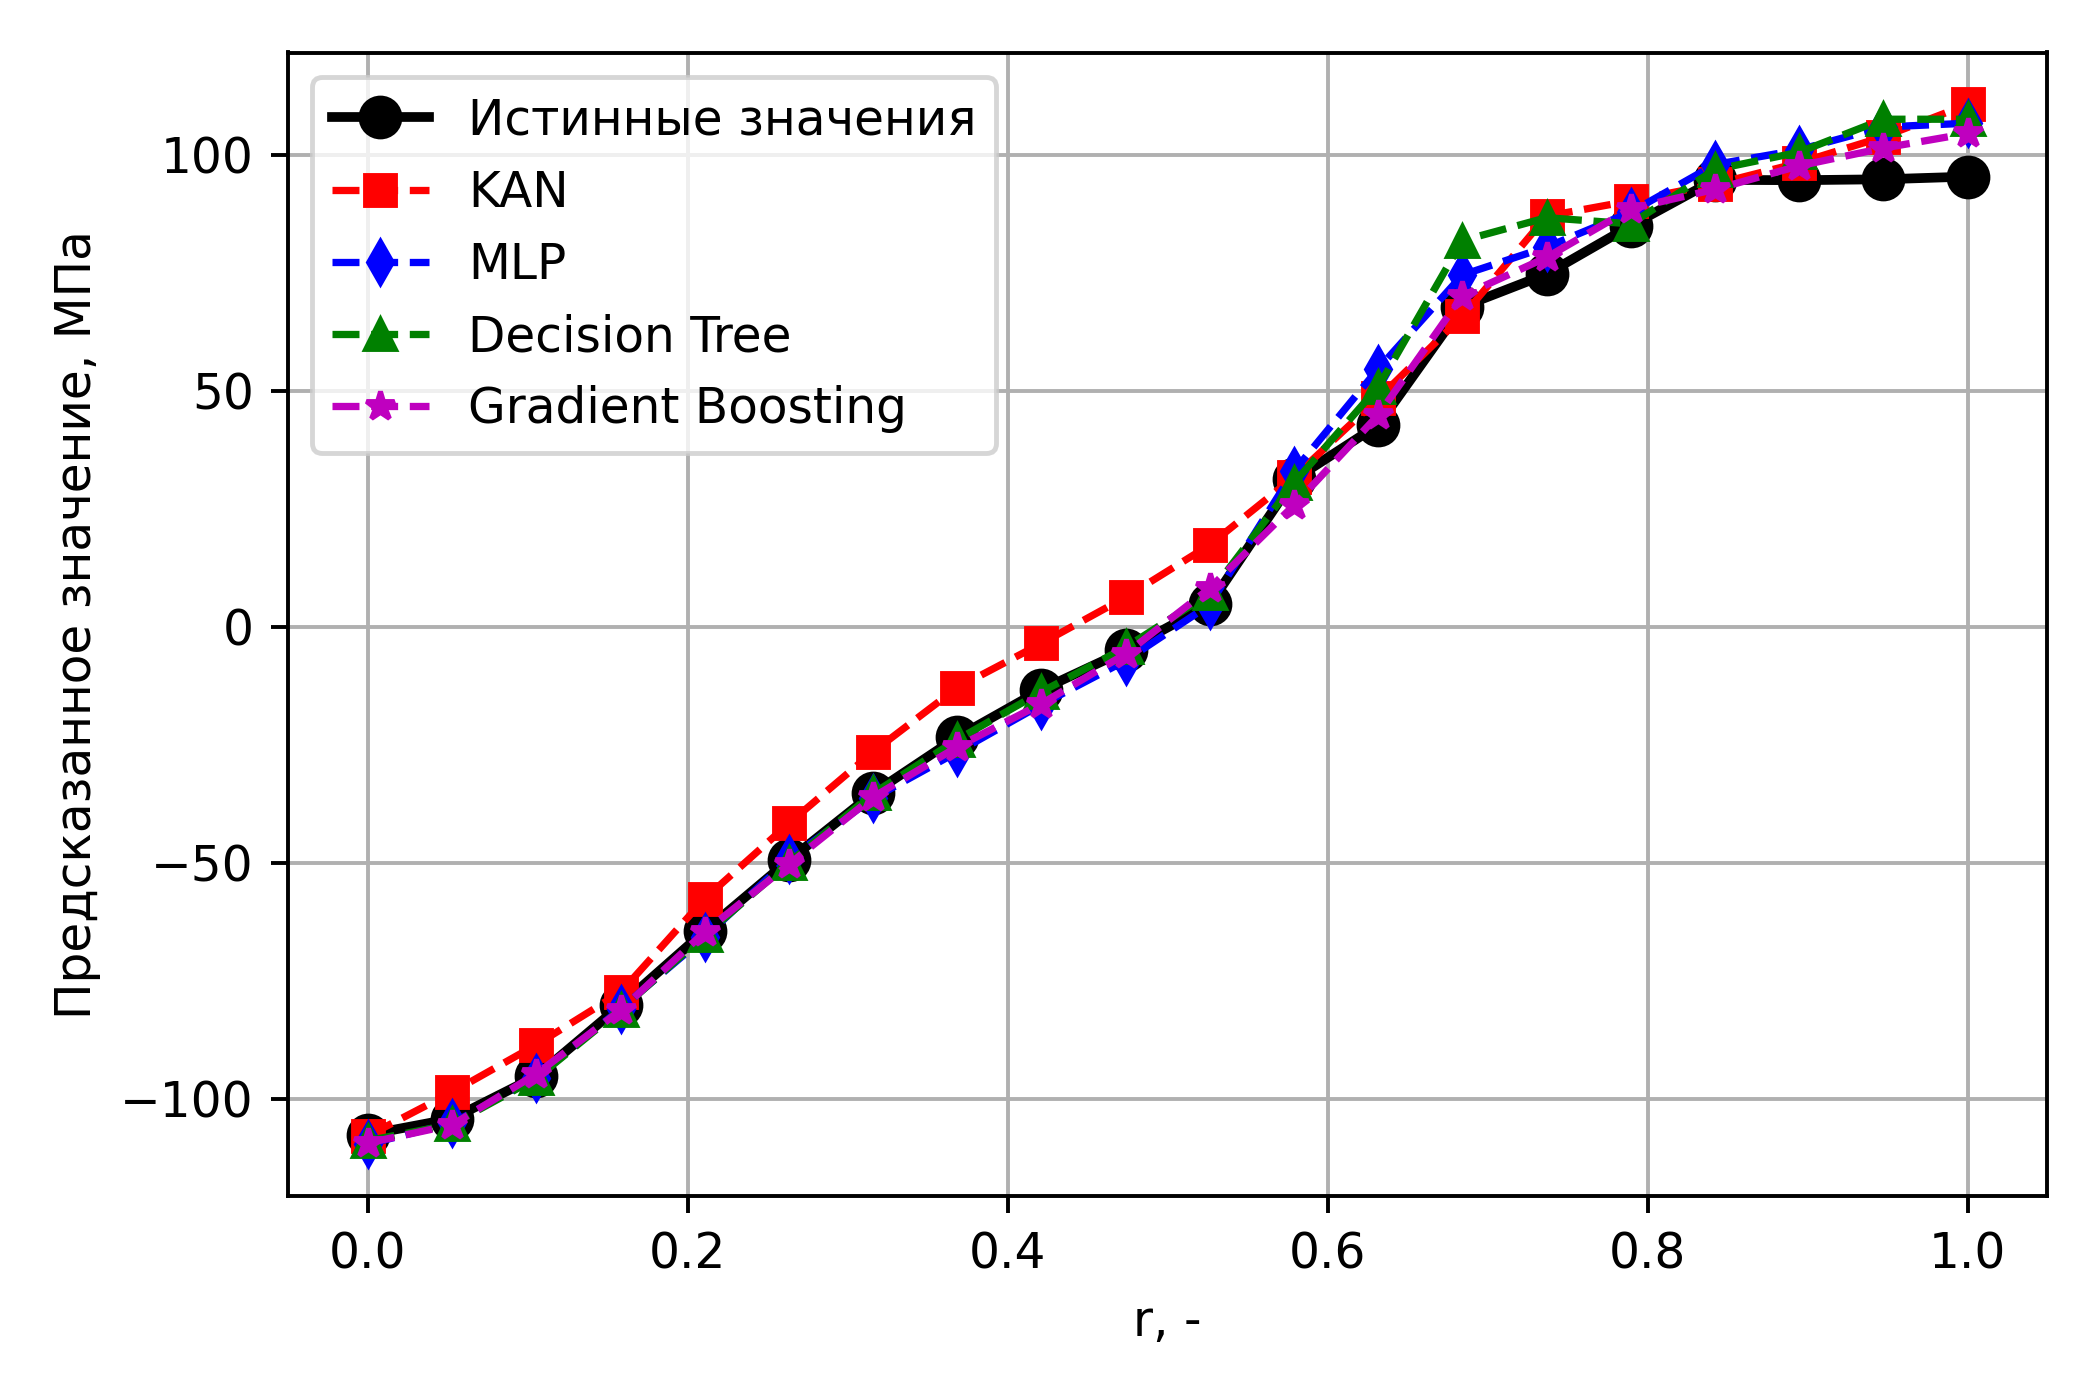 Истинные значения
KAN
MLP
Decision Tree
Gradient Boosting
Предсказанное значение, МПа
100
50
0
−50
−100
0.0 0.2 0.4 0.6 0.8 1.0
r, -